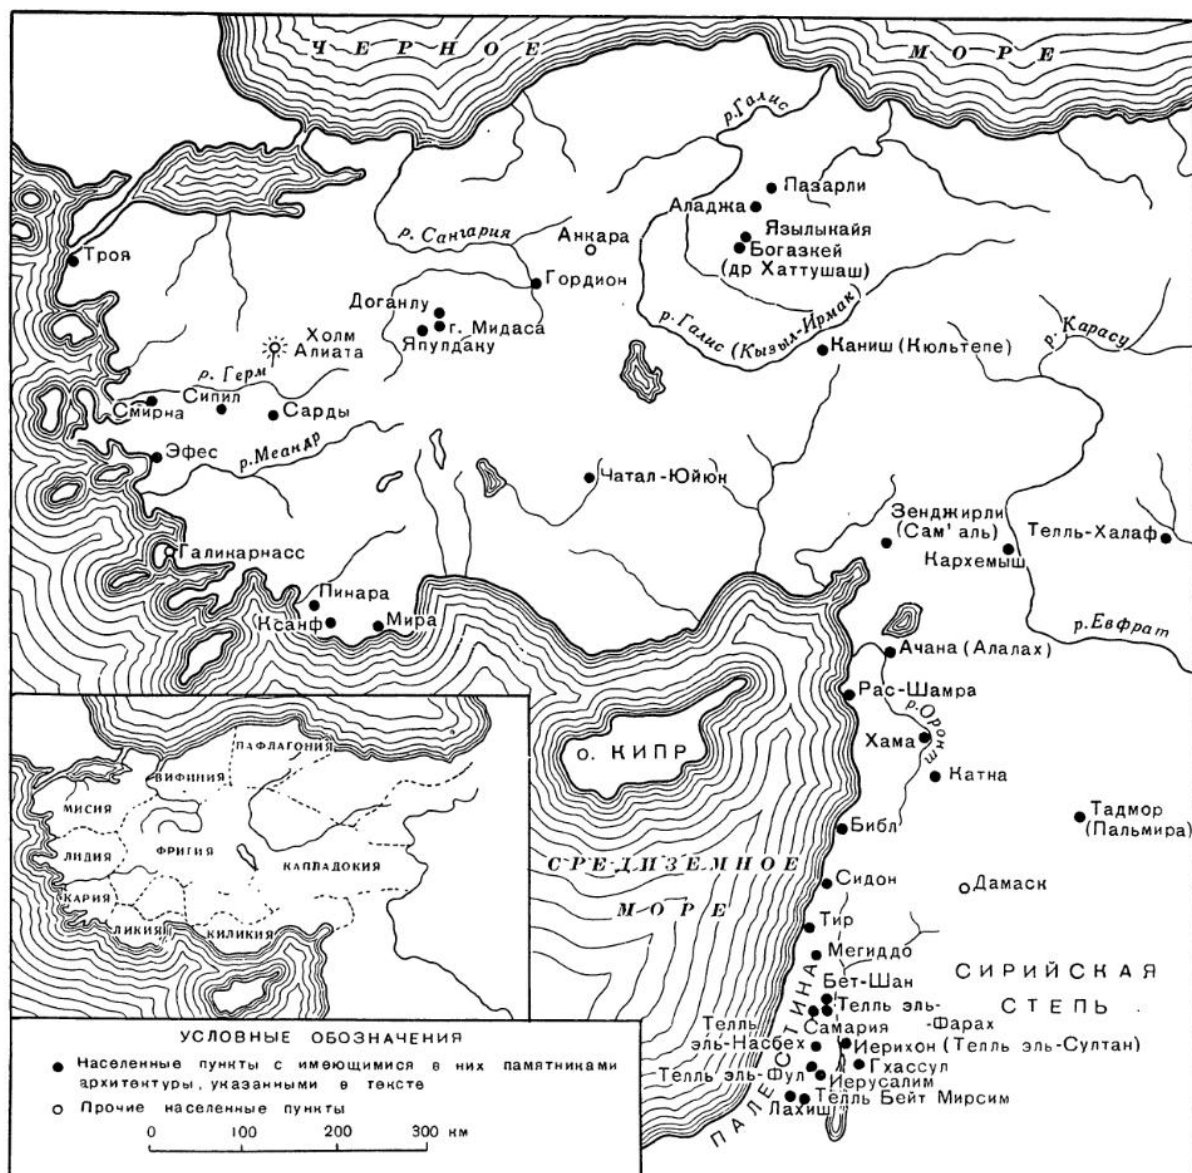 ЧЕРНОЕ МОРЕ
р.Галис
Пазарли
Аладжа
Язылыкайя
Богазкей
(др Хаттушаш)
р. Сангария
Анкара
Троя
Гордион
Доганлу
г. Мидаса
Япулдаку
Холм
Алиата
р. Галис (Кызыл-Ирмак)
Каниш (Кюльтепе)
р. Карасу
р. Герм
Сипил
Смирна
Сарды
Эфес
р.Меандр
Чатал-Юйюк
Зенджирли
(Сам' аль)
Телль-Халаф
Кархемыш
Галикарнасс
Пинара
Ксанф
Мира
р.Евфрат
Ачана (Алалах)
Рас-Шамра
р.Оронт
Хама
о. КИПР
Катна
Тадмор
(Пальмира)
Библ
СРЕДИЗЕМНОЕ
МОРЕ
Сидон
Дамаск
Тир
Мегиддо
СИРИЙСКАЯ
СТЕПЬ
Бет-Шан
Телль эль-
-Фарах
Самария
Телль
эль-Насбех
Иерихон (Телль эль-Султан)
Гхассул
Телль эль-Фул
Иерусалим
Телль Бейт Мирсим
Лахиш
ПАЛЕСТИНА
ПАФЛАГОНИЯ
ВИФИНИЯ
МИСИЯ
ЛИДИЯ
ФРИГИЯ
КАППАДОКИЯ
КАРИЯ
ЛИКИЯ
КИЛИКИЯ
УСЛОВНЫЕ ОБОЗНАЧЕНИЯ
Населенные пункты с имеющимися в них памятниками
архитектуры, указанными в тексте
Прочие населенные пункты
0 100 200 300 км